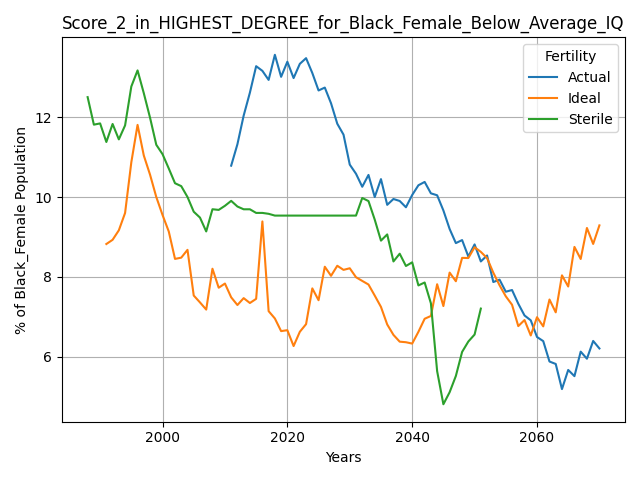 Score_2_in_HIGHEST_DEGREE_for_Black_Female_Below_Average_IQ
Fertility
Actual
Ideal
Sterile
% of Black_Female Population
12
10
8
6
2000
2020
2040
2060
Years